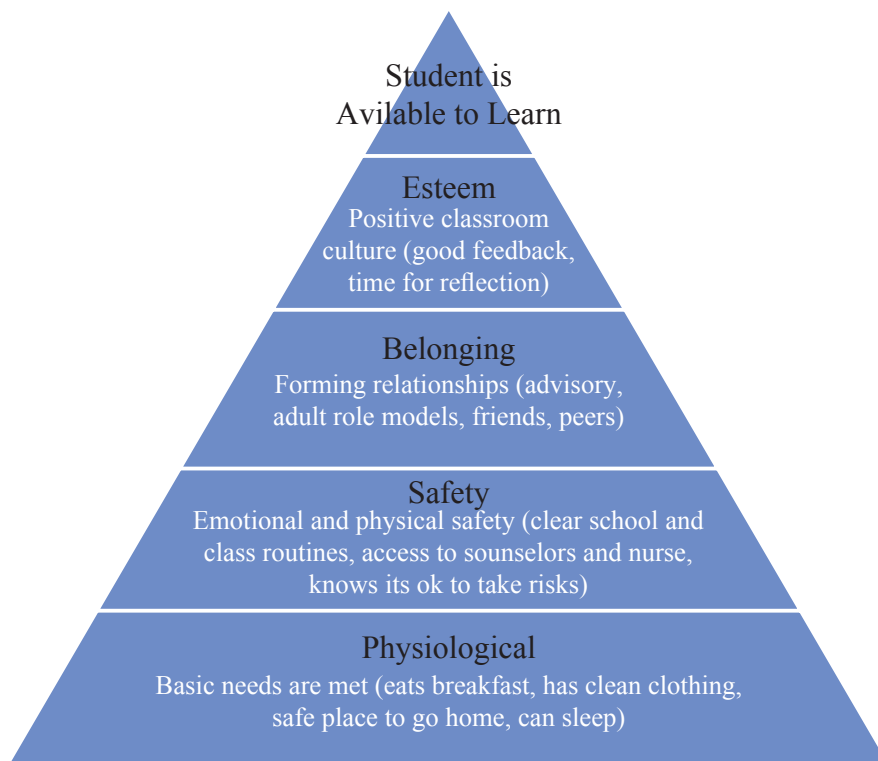 Student is
Avilable to Learn
Esteem
Positive classroom
culture (good feedback,
time for reflection)
Belonging
Forming relationships (advisory,
adult role models, friends, peers)
Safety
Emotional and physical safety (clear school and
class routines, access to sounselors and nurse,
knows its ok to take risks)
Physiological
Basic needs are met (eats breakfast, has clean clothing,
safe place to go home, can sleep)